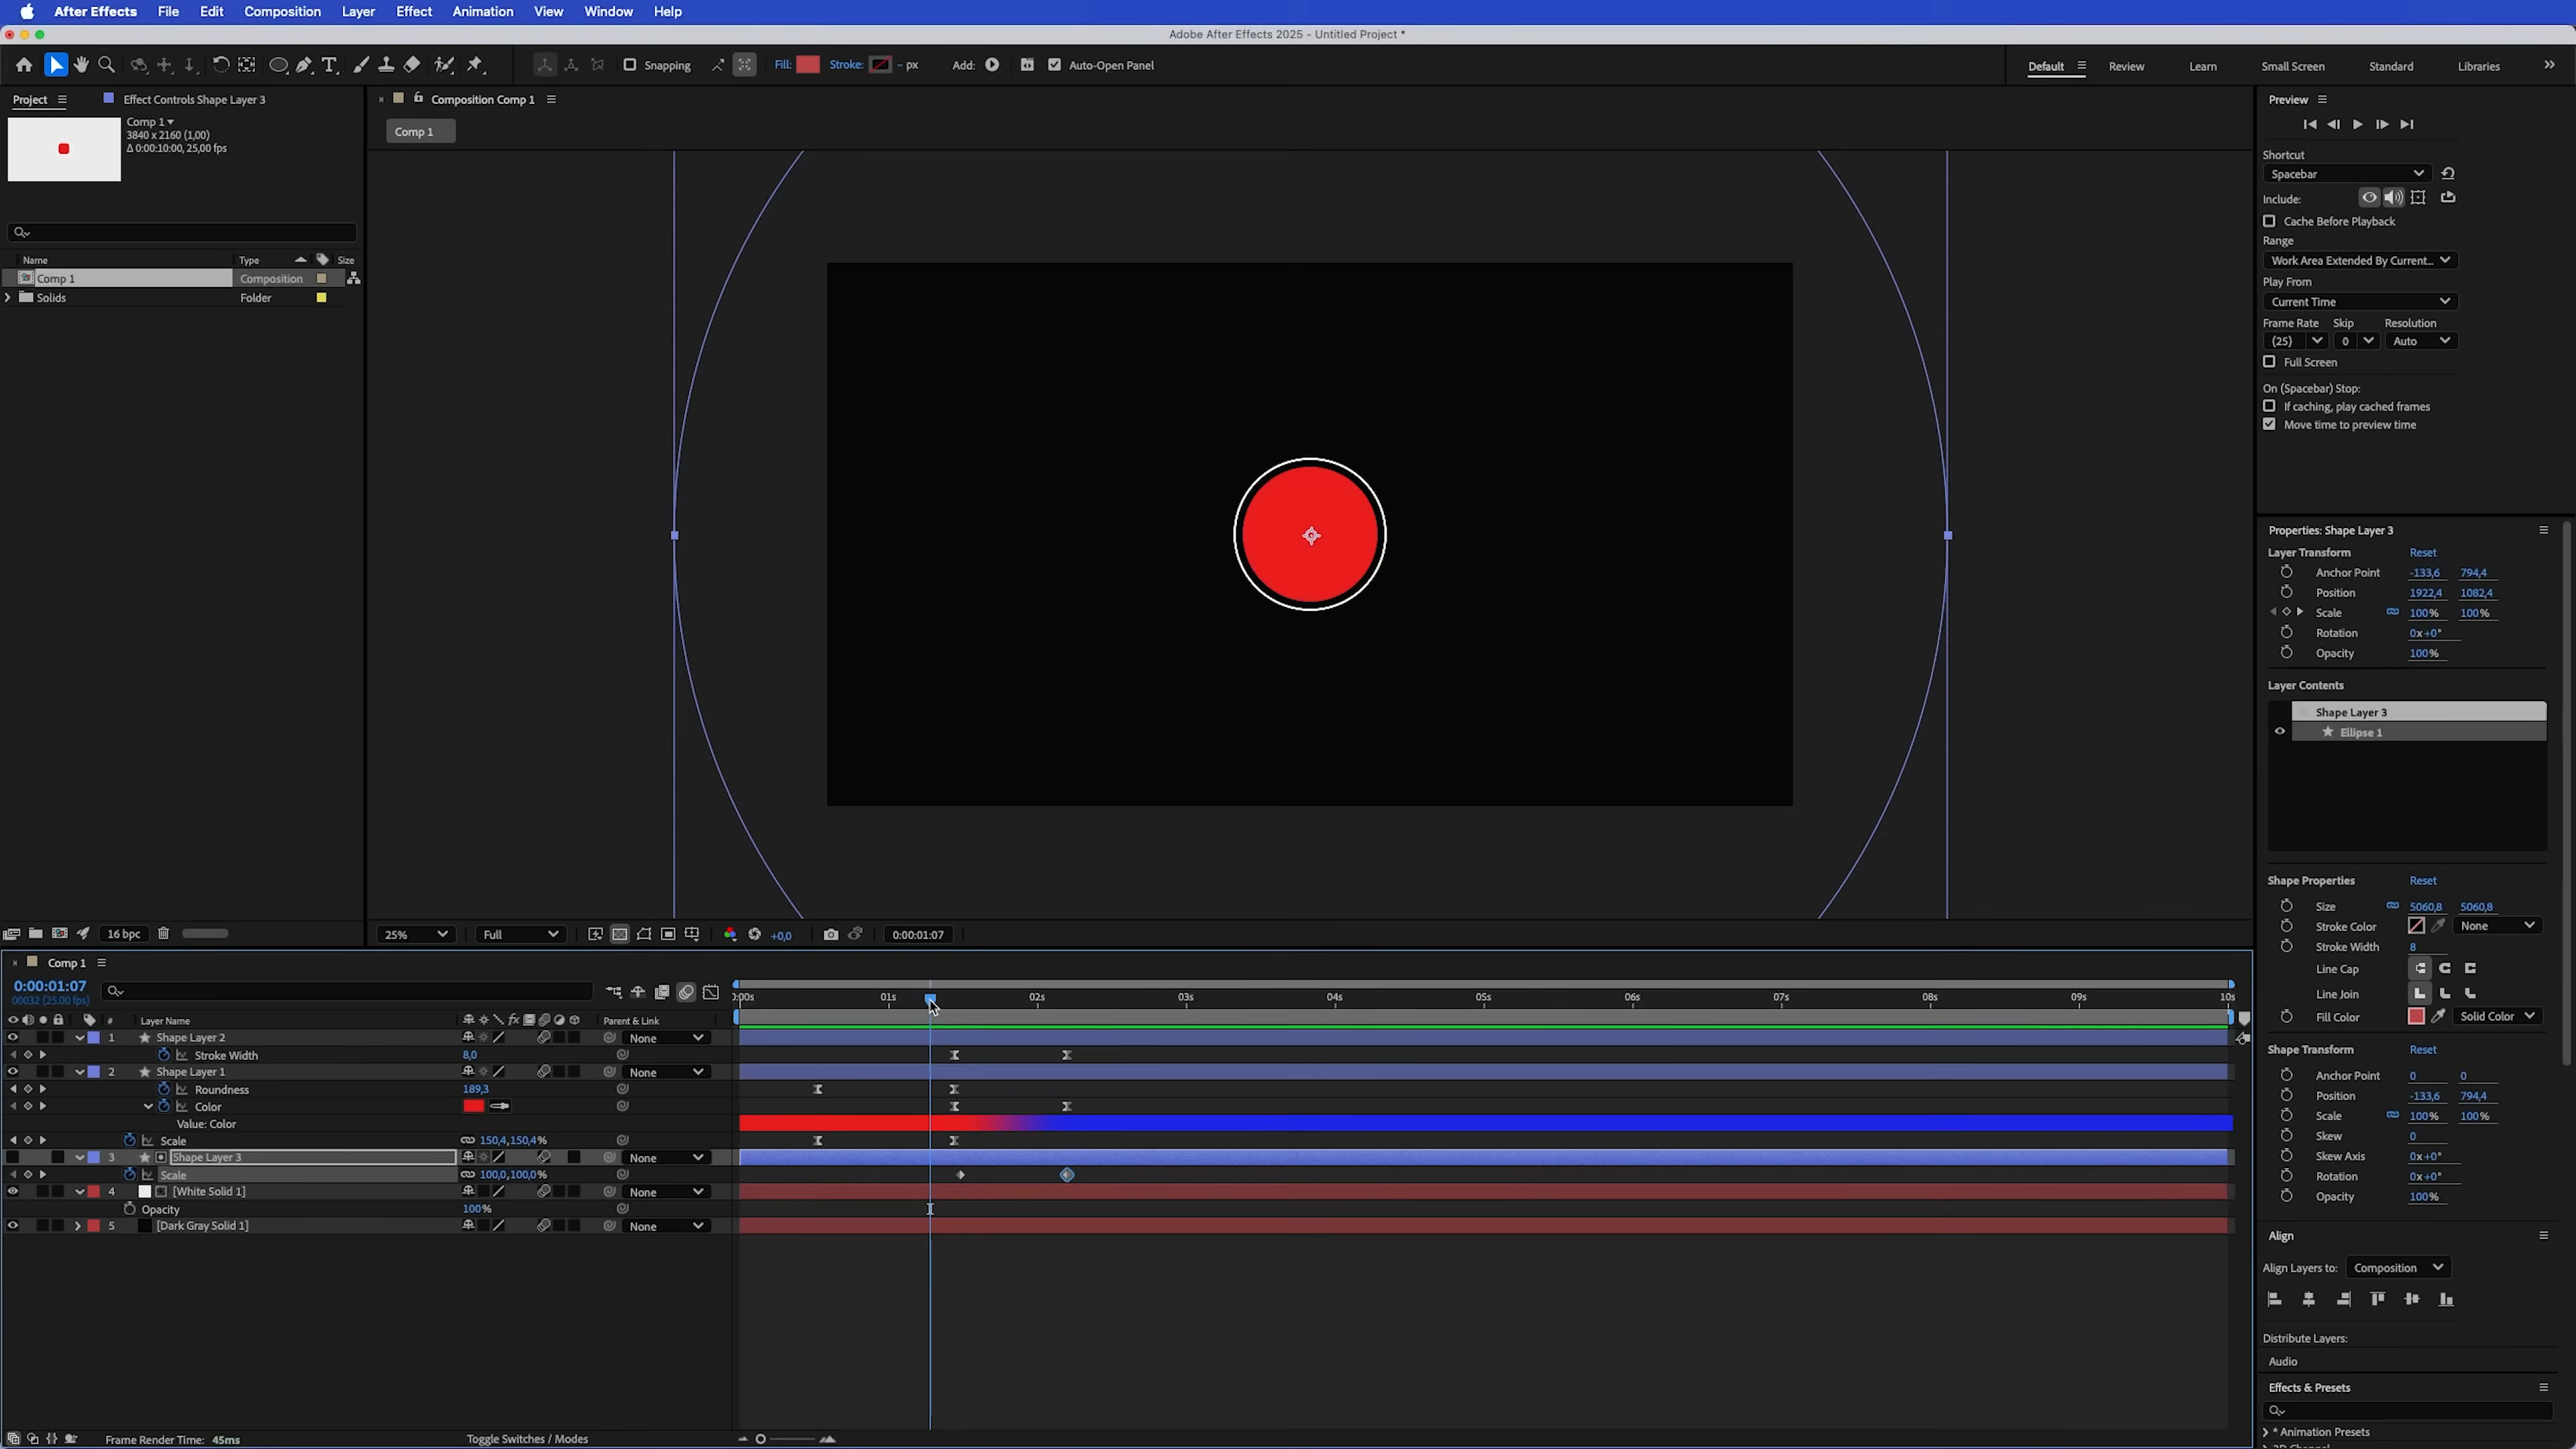 After Effects File Edit Composition Layer Effect Animation View Window Help
Adobe After Effects 2025 - Untitled Project *
Snapping Fill: Stroke: - px Add: Auto-Open Panel Default Review Learn Small Screen Standard Libraries
Project Effect Controls Shape Layer 3
Comp 1
3840 x 2160 (1,00)
Δ 0:00:10:00, 25,00 fps
Name Type Size
Comp 1 Composition
Solids Folder
16 bpc
Composition Comp 1
Comp 1
25% Full +0,0 0:00:01:07
Preview
Shortcut
Spacebar
Include:
Cache Before Playback
Range
Work Area Extended By Current...
Play From
Current Time
Frame Rate Skip Resolution
(25) 0 Auto
Full Screen
On (Spacebar) Stop:
If caching, play cached frames
Move time to preview time
Properties: Shape Layer 3
Layer Transform Reset
Anchor Point -133,6 794,4
Position 1922,4 1082,4
Scale 100% 100%
Rotation 0x+0°
Opacity 100%
Layer Contents
Shape Layer 3
Ellipse 1
Shape Properties Reset
Size 5060,8 5060,8
Stroke Color None
Stroke Width 8
Line Cap
Line Join
Fill Color Solid Color
Shape Transform Reset
Anchor Point 0 0
Position -133,6 794,4
Scale 100% 100%
Skew 0
Skew Axis 0x+0°
Rotation 0x+0°
Opacity 100%
Align
Align Layers to: Composition
Distribute Layers:
Audio
Effects & Presets
* Animation Presets
Comp 1
0:00:01:07
00032 (25.00 fps)
:00s 01s 02s 03s 04s 05s 06s 07s 08s 09s 10s
# Layer Name fx Parent & Link
1 Shape Layer 2 None
Stroke Width 8,0
2 Shape Layer 1 None
Roundness 189,3
Color
Value: Color
Scale 150,4,150,4%
3 Shape Layer 3 None
Scale 100,0,100,0%
4 [White Solid 1] None
Opacity 100%
5 [Dark Gray Solid 1] None
Frame Render Time: 45ms Toggle Switches / Modes